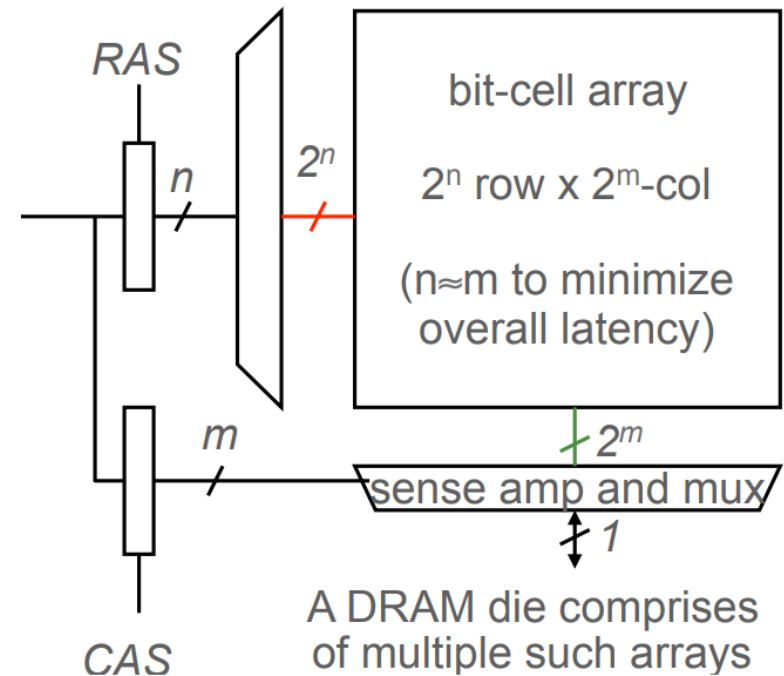 RAS
n
2ⁿ
bit-cell array
2ⁿ row x 2ᵐ-col
(n≈m to minimize
overall latency)
m
2ᵐ
sense amp and mux
1
A DRAM die comprises
of multiple such arrays
CAS